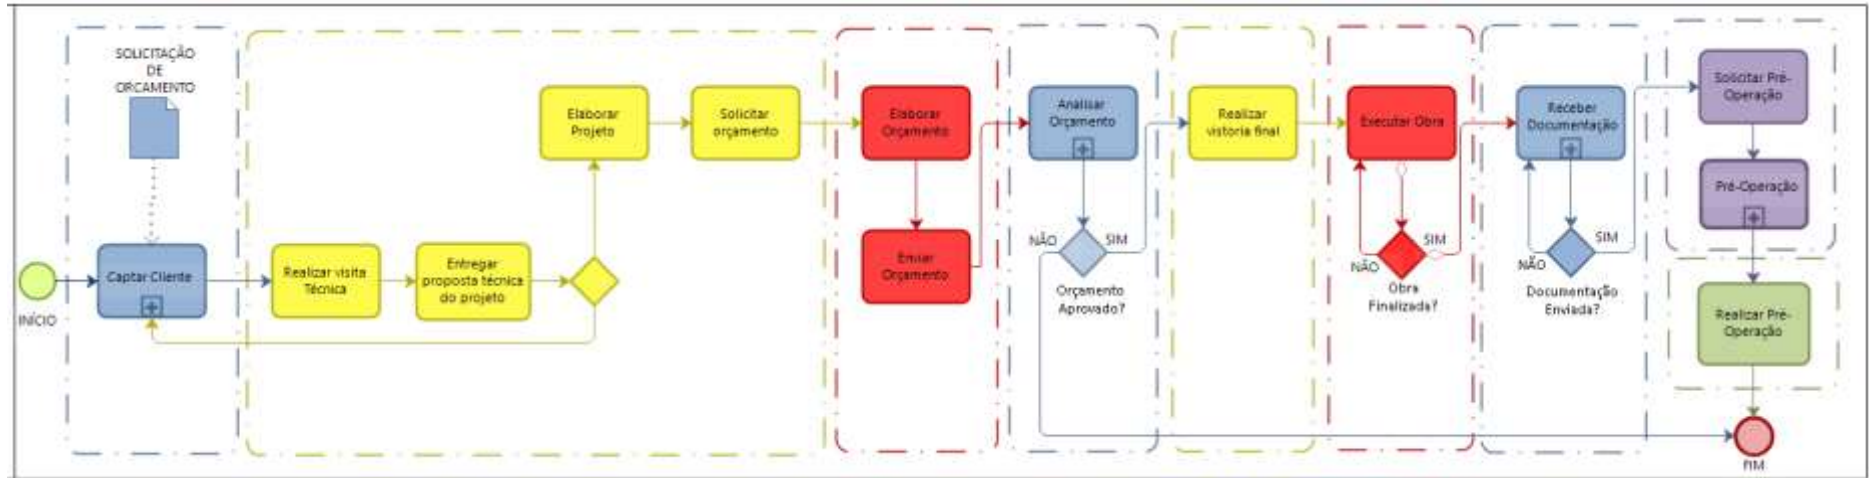 SOLICITAÇÃO
DE
ORCAMENTO
INÍCIO
Captar Cliente
Realizar visita
Técnica
Entregar
proposta técnica
do projeto
Elaborar
Projeto
Solicitar
orçamento
Elaborar
Orçamento
Enviar
Orçamento
Analisar
Orçamento
NÃO
SIM
Orçamento
Aprovado?
Realizar
vistoria final
Executar Obra
SIM
NÃO
Obra
Finalizada?
Receber
Documentação
SIM
NÃO
Documentação
Enviada?
Solicitar Pré-
Operação
Pré-Operação
Realizar Pré-
Operação
FIM